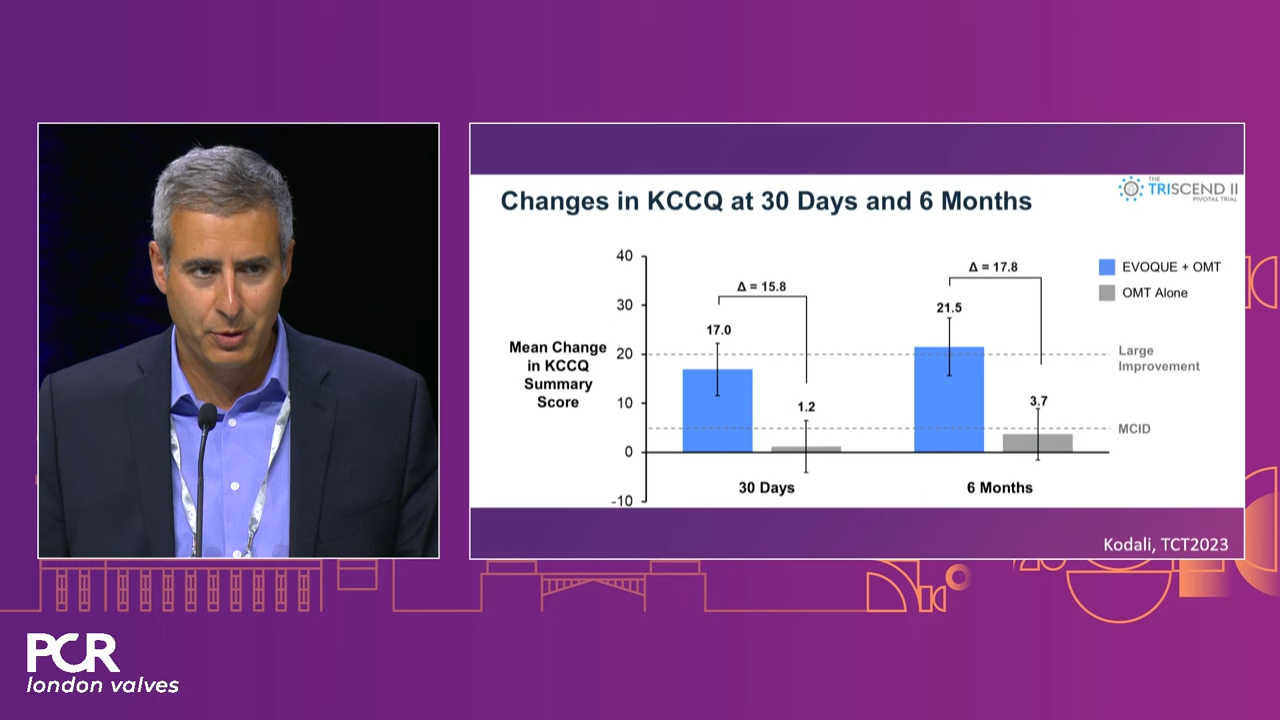 THE
TRISCEND II
PIVOTAL TRIAL
Changes in KCCQ at 30 Days and 6 Months
40
30
20
10
0
-10
Mean Change
in KCCQ
Summary
Score
Δ = 15.8
17.0
1.2
Δ = 17.8
21.5
3.7
EVOQUE + OMT
OMT Alone
Large
Improvement
MCID
30 Days
6 Months
Kodali, TCT2023
PCR
london valves